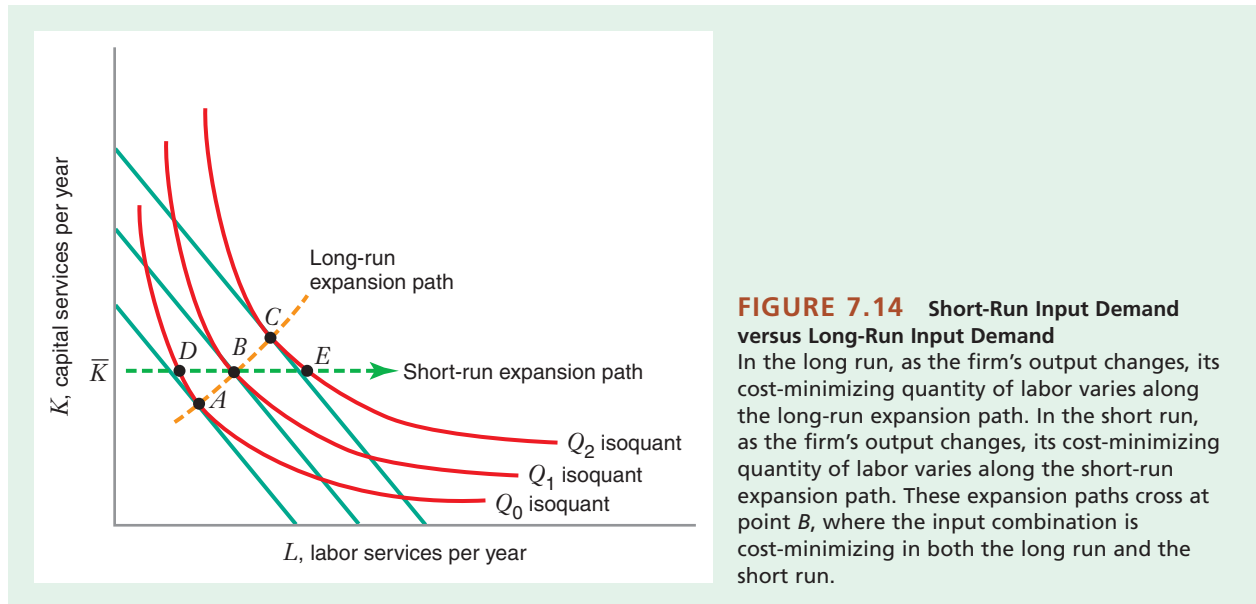 K, capital services per year
K̅
Long-run
expansion path
C
D
B
E
A
Short-run expansion path
Q₂ isoquant
Q₁ isoquant
Q₀ isoquant
L, labor services per year
FIGURE 7.14 Short-Run Input Demand
versus Long-Run Input Demand
In the long run, as the firm's output changes, its
cost-minimizing quantity of labor varies along
the long-run expansion path. In the short run,
as the firm's output changes, its cost-minimizing
quantity of labor varies along the short-run
expansion path. These expansion paths cross at
point B, where the input combination is
cost-minimizing in both the long run and the
short run.